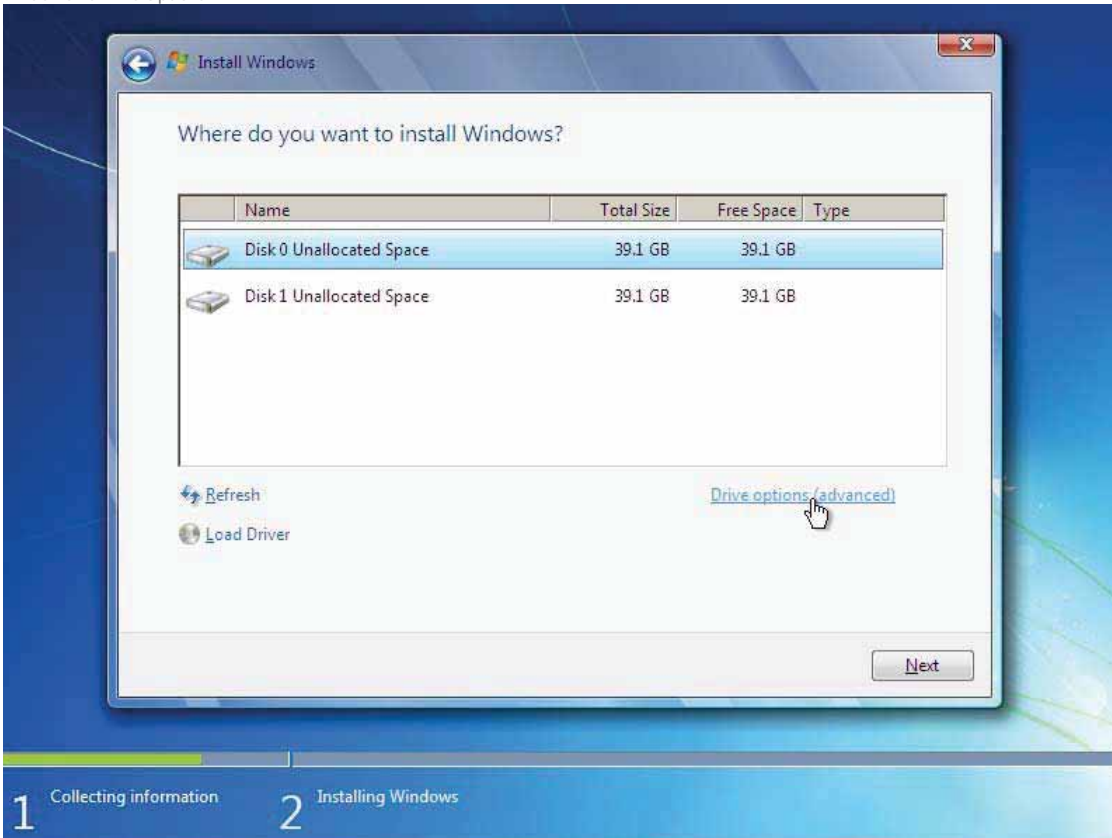 Install Windows
Where do you want to install Windows?
Name Total Size Free Space Type
Disk 0 Unallocated Space 39.1 GB 39.1 GB
Disk 1 Unallocated Space 39.1 GB 39.1 GB
Refresh Drive options (advanced)
Load Driver
Next
1 Collecting information 2 Installing Windows